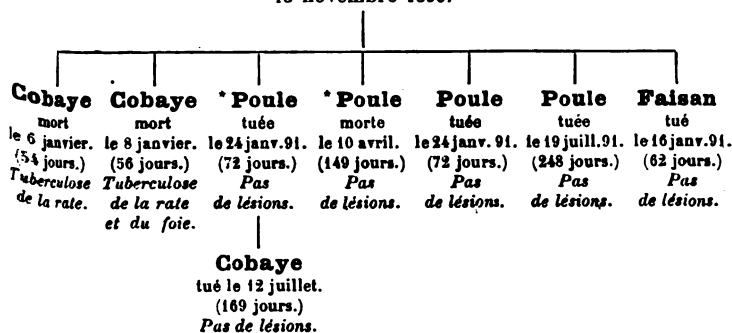 Cobaye
mort
le 6 janvier.
(54 jours.)
Tuberculose
de la rate.
Cobaye
mort
le 8 janvier.
(56 jours.)
Tuberculose
de la rate
et du foie.
* Poule
tuée
le 24 janv. 91.
(72 jours.)
Pas
de lésions.
* Poule
morte
le 10 avril.
(149 jours.)
Pas
de lésions.
Poule
tuée
le 24 janv. 91.
(72 jours.)
Pas
de lésions.
Poule
tuée
le 19 juill. 91.
(248 jours.)
Pas
de lésions.
Faisan
tué
le 16 janv. 91.
(62 jours.)
Pas
de lésions.
Cobaye
tué le 12 juillet.
(169 jours.)
Pas de lésions.